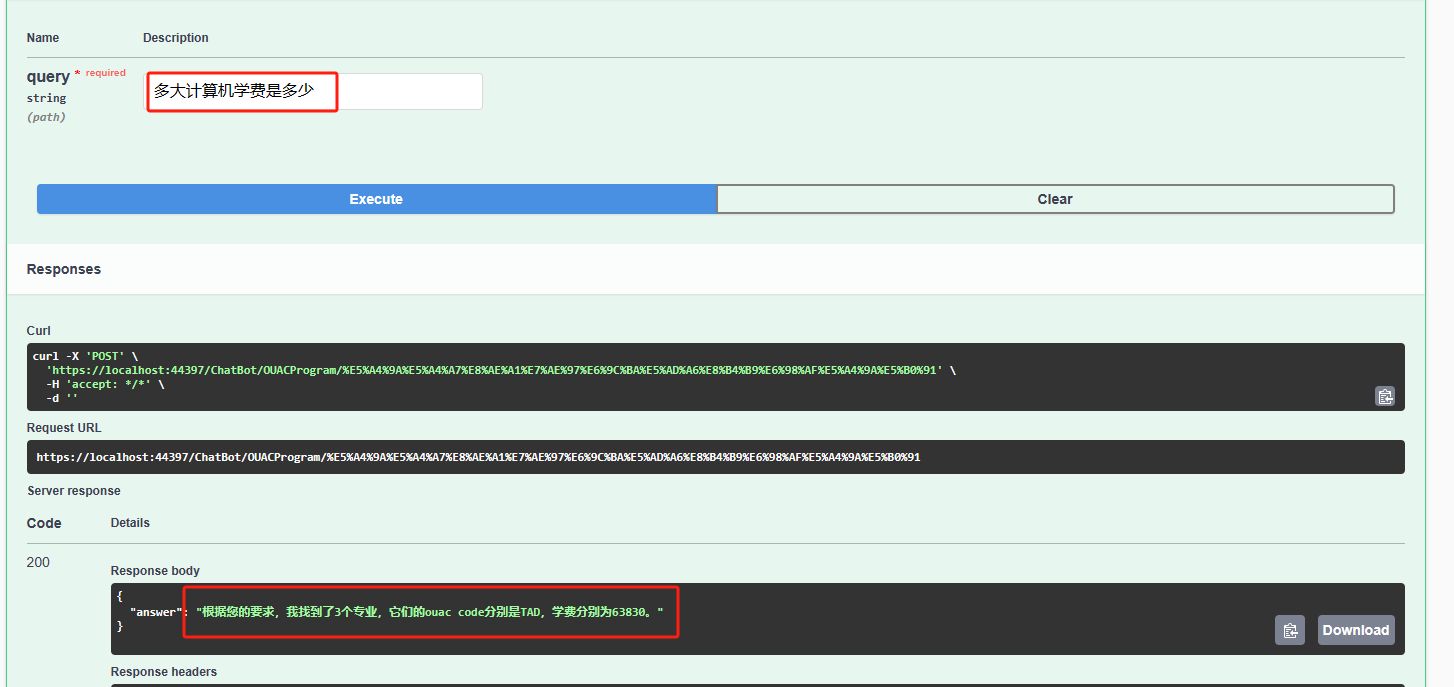 Name Description
query * required
string
(path)
多大计算机学费是多少
Execute Clear
Responses
Curl
curl -X 'POST' \
'https://localhost:44397/ChatBot/OUACProgram/%E5%A4%9A%E5%A4%A7%E8%AE%A1%E7%AE%97%E6%9C%BA%E5%AD%A6%E8%B4%B9%E6%98%AF%E5%A4%9A%E5%B0%91' \
-H 'accept: */*' \
-d ''
Request URL
https://localhost:44397/ChatBot/OUACProgram/%E5%A4%9A%E5%A4%A7%E8%AE%A1%E7%AE%97%E6%9C%BA%E5%AD%A6%E8%B4%B9%E6%98%AF%E5%A4%9A%E5%B0%91
Server response
Code Details
200
Response body
{
"answer": "根据您的要求, 我找到了3个专业, 它们的ouac code分别是TAD, 学费分别为63830。"
}
Download
Response headers